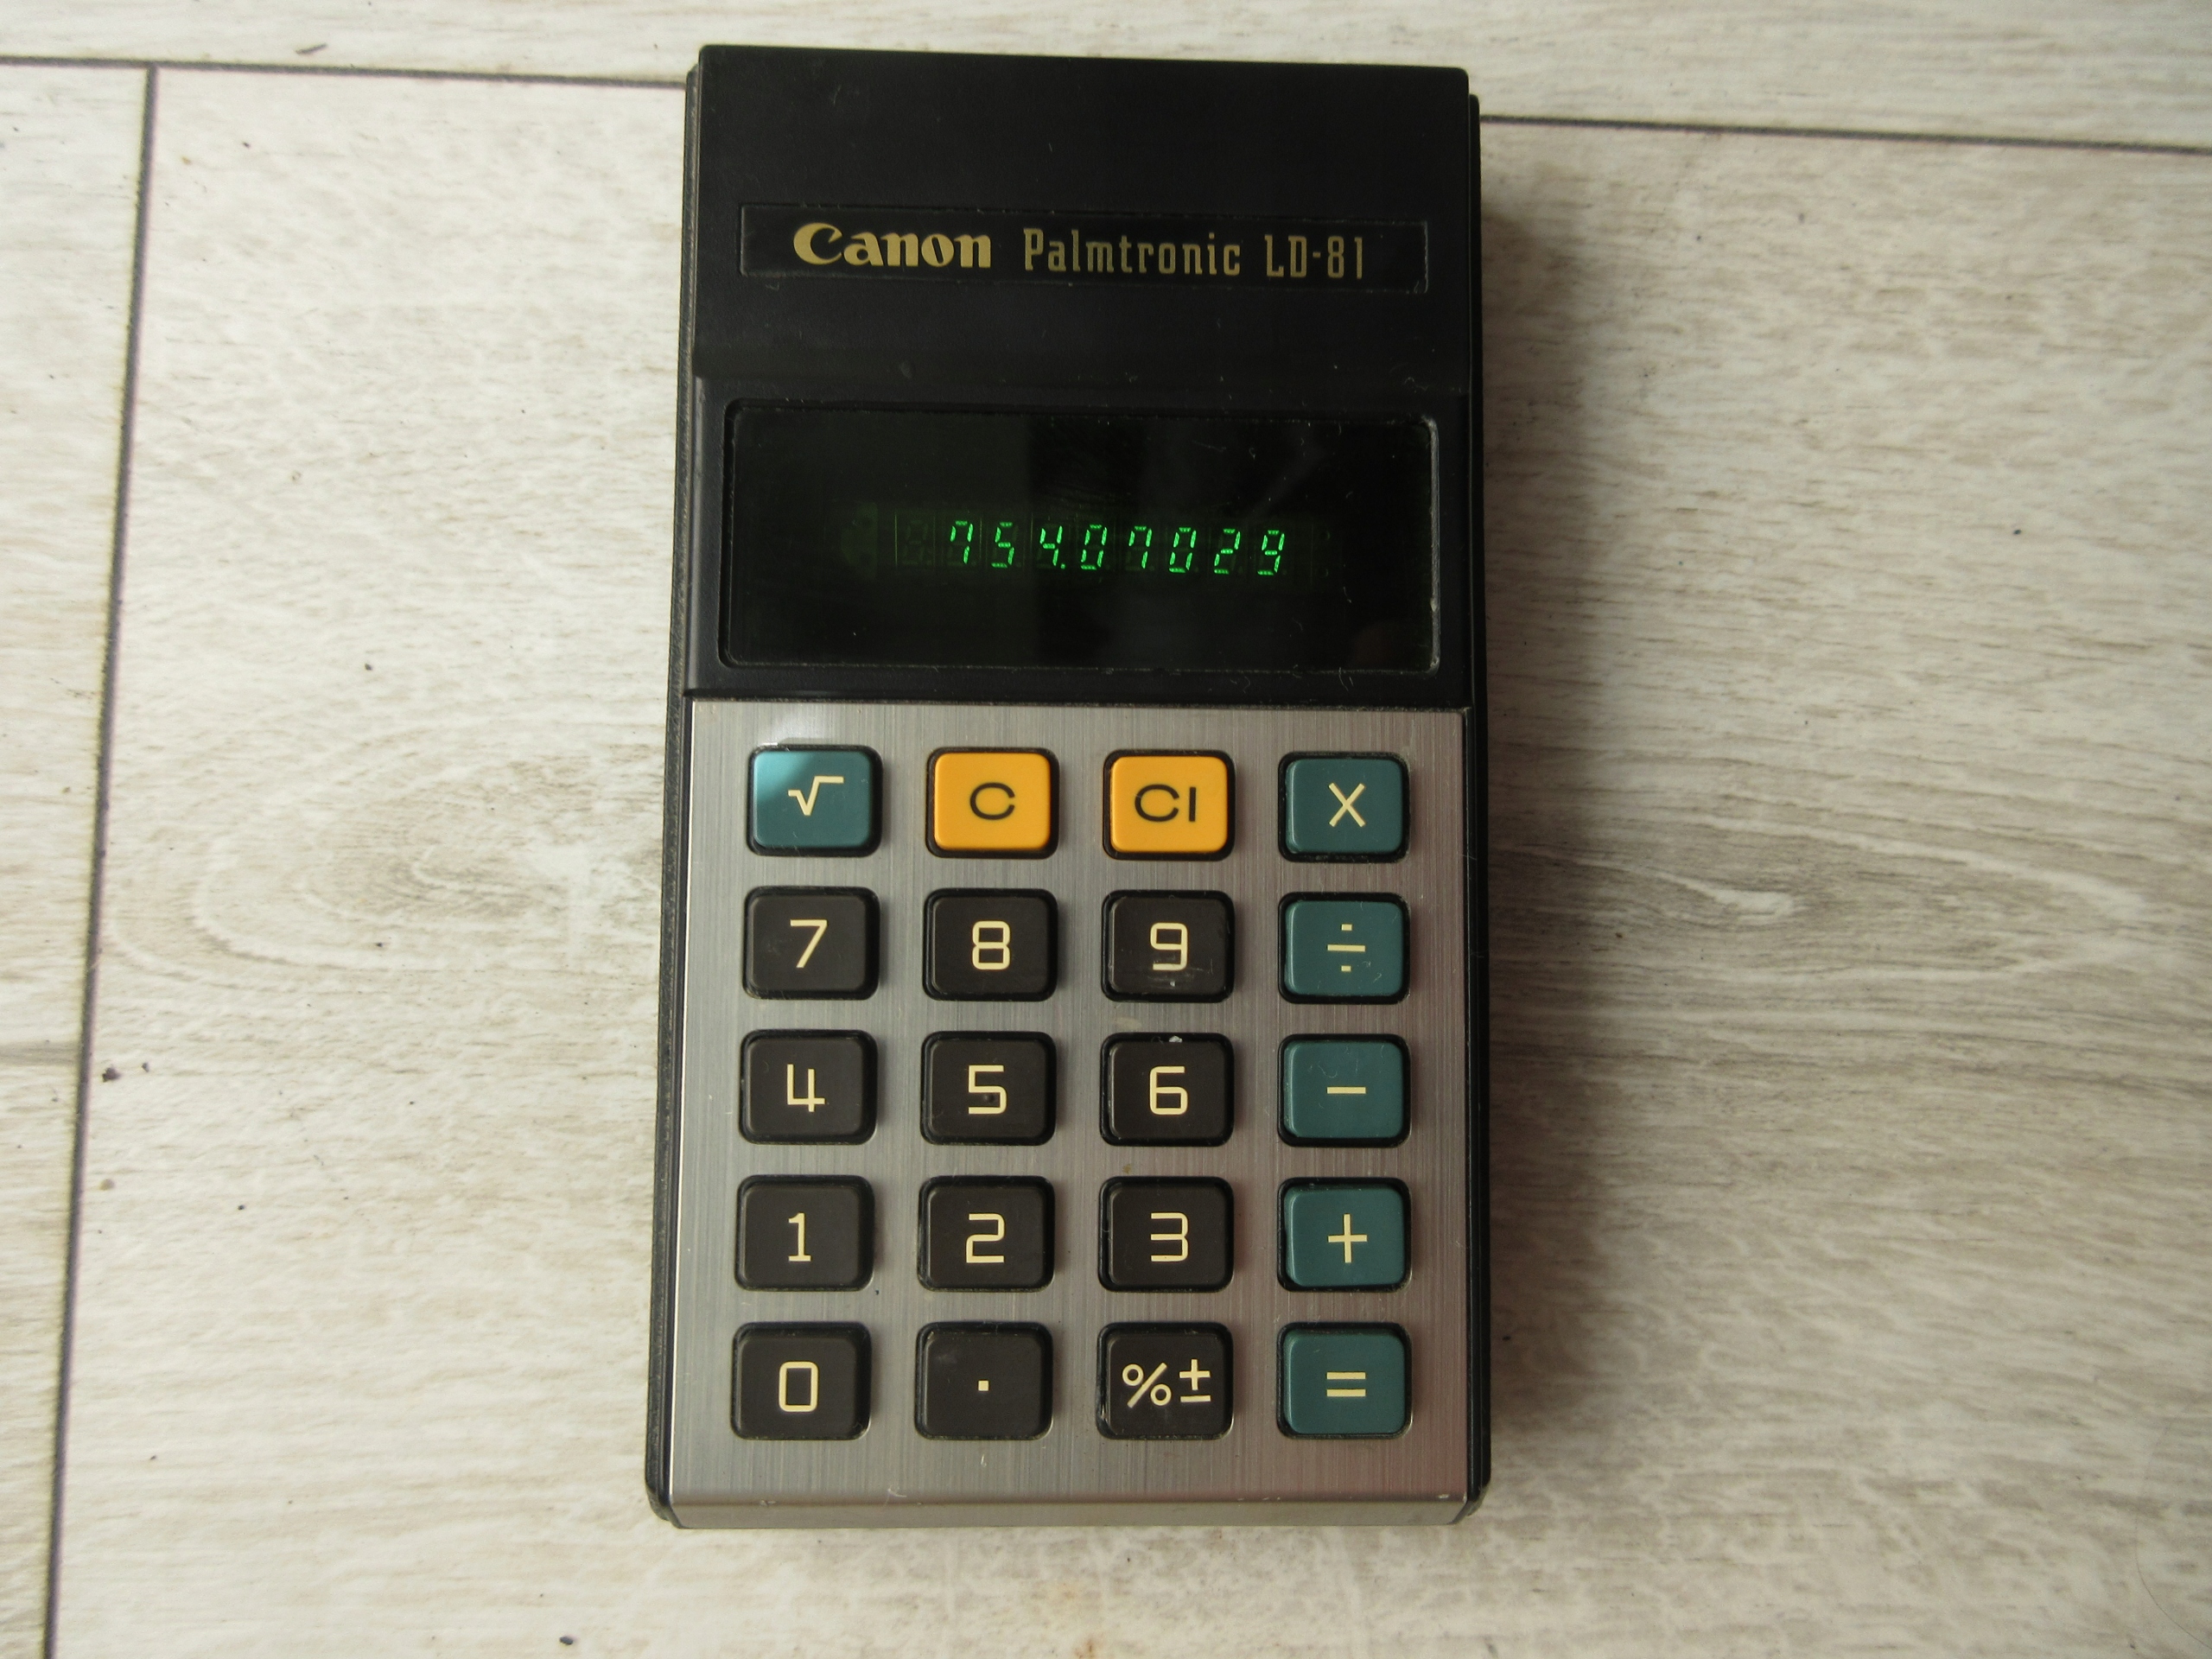 Canon Palmtronic LD-81
754.07029
√ C CI X
7 8 9 ÷
4 5 6 −
1 2 3 +
0 . %± =